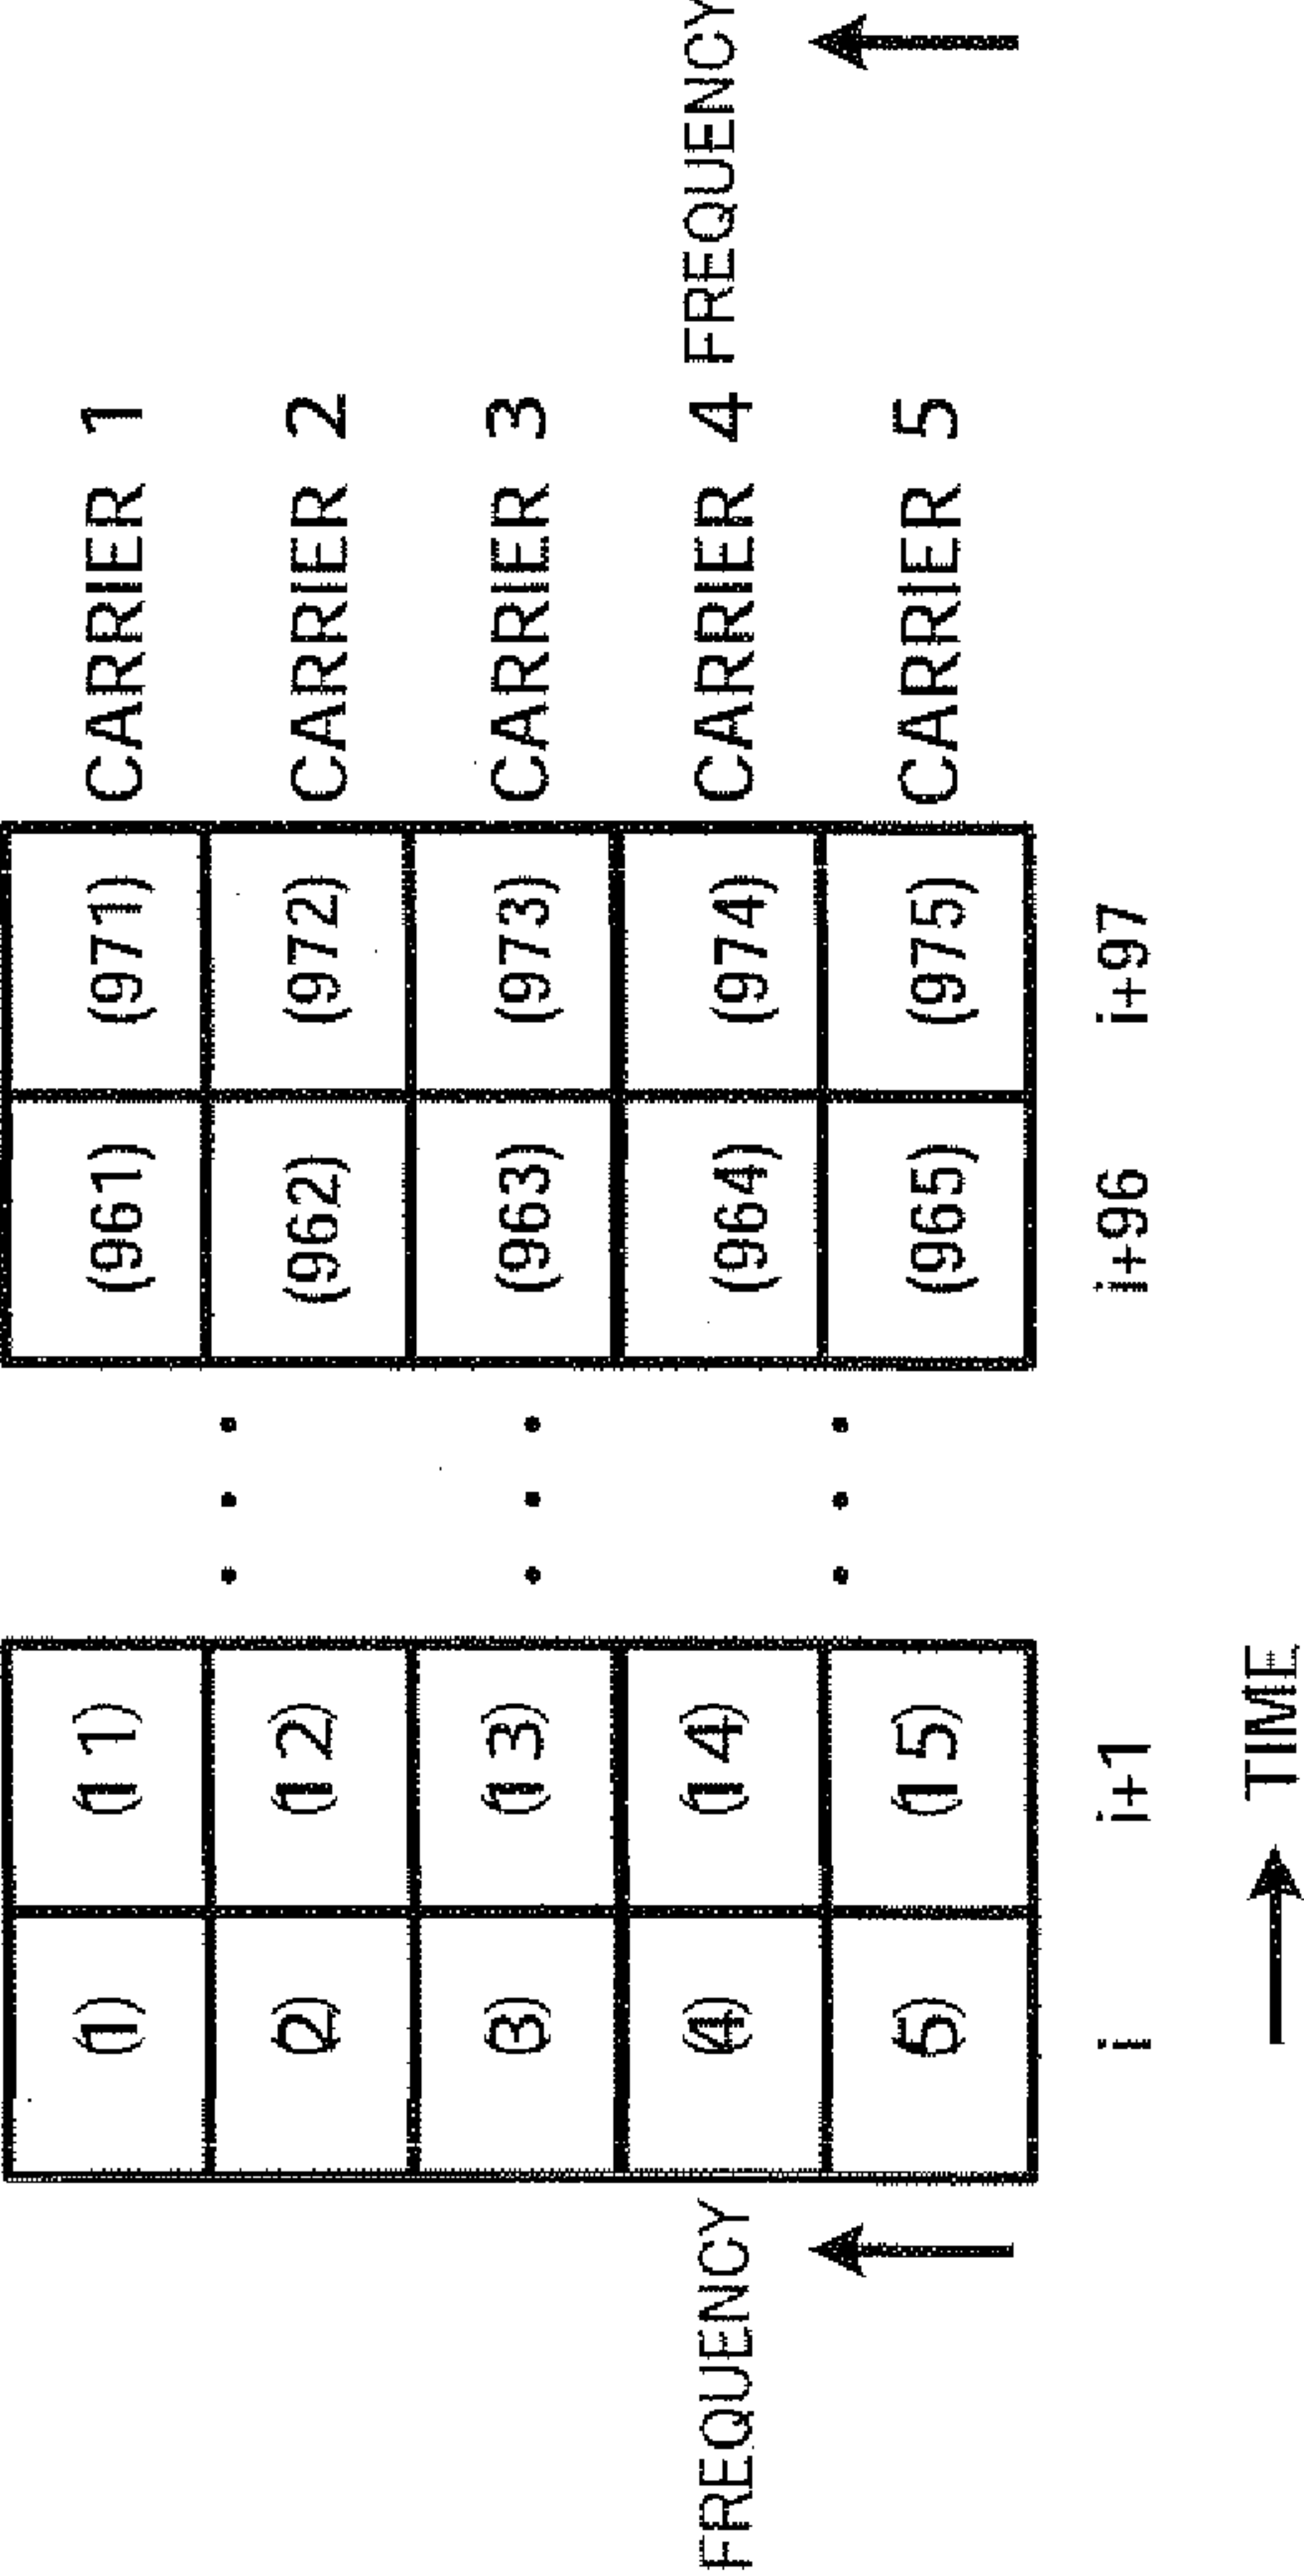 (1) (11) (961) (971) CARRIER 1
(2) (12) (962) (972) CARRIER 2
(3) (13) (963) (973) CARRIER 3
FREQUENCY (4) (14) (964) (974) CARRIER 4 FREQUENCY
(5) (15) (965) (975) CARRIER 5
i i+1 i+96 i+97
TIME